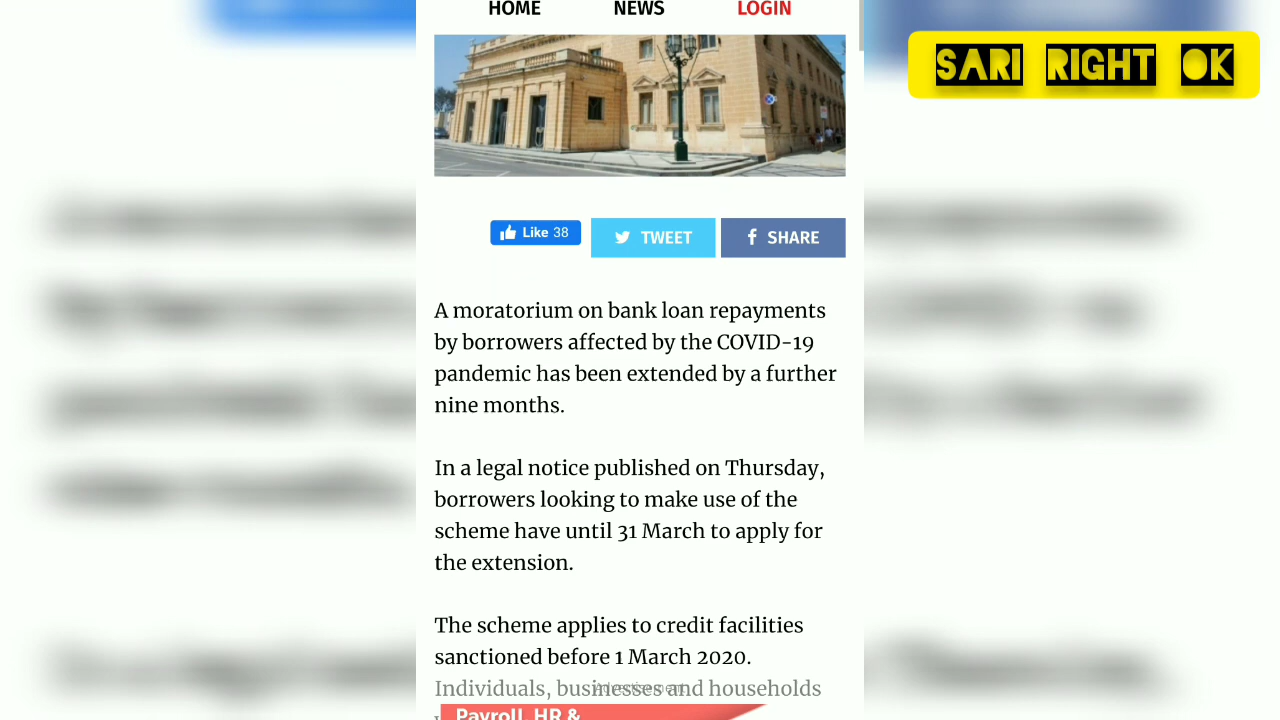 HOME NEWS LOGIN
SARI RIGHT OK
Like 38 TWEET SHARE
A moratorium on bank loan repayments
by borrowers affected by the COVID-19
pandemic has been extended by a further
nine months.
In a legal notice published on Thursday,
borrowers looking to make use of the
scheme have until 31 March to apply for
the extension.
The scheme applies to credit facilities
sanctioned before 1 March 2020.
Individuals, businesses and households
Advertisement
Payroll, HR &